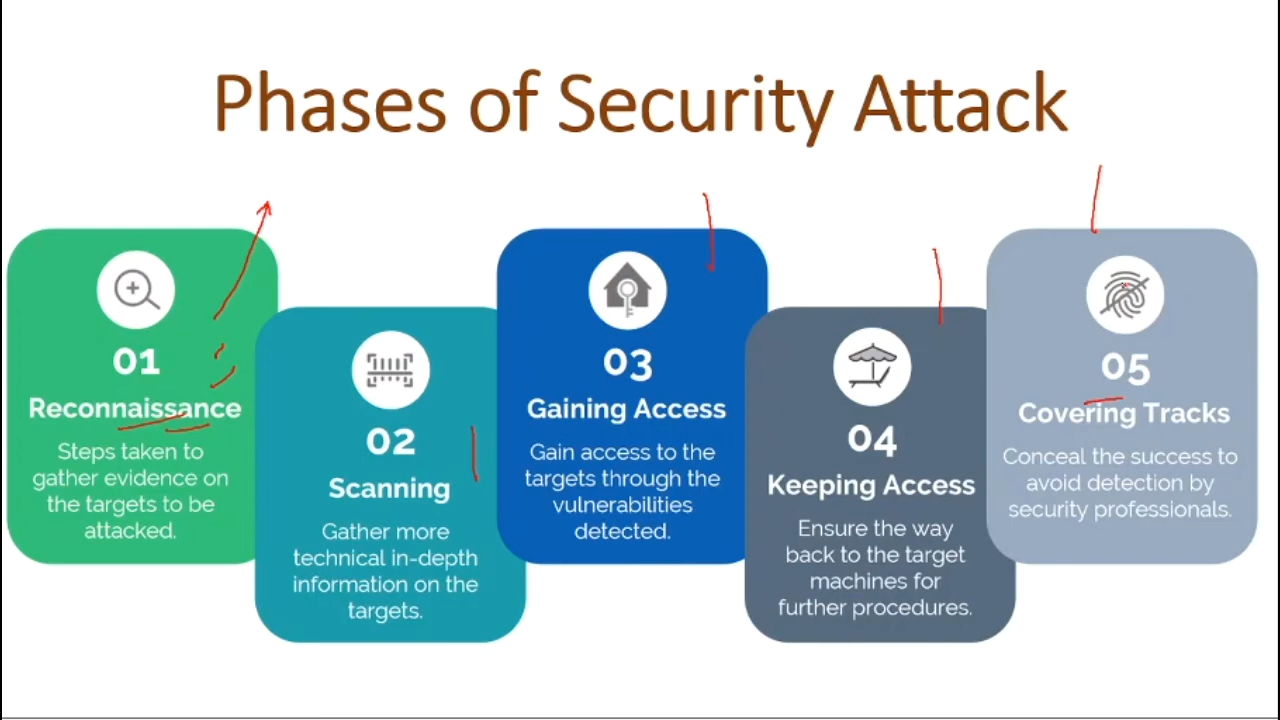 Phases of Security Attack
01
Reconnaissance
Steps taken to
gather evidence on
the targets to be
attacked.
02
Scanning
Gather more
technical in-depth
information on the
targets.
03
Gaining Access
Gain access to the
targets through the
vulnerabilities
detected.
04
Keeping Access
Ensure the way
back to the target
machines for
further procedures.
05
Covering Tracks
Conceal the success to
avoid detection by
security professionals.